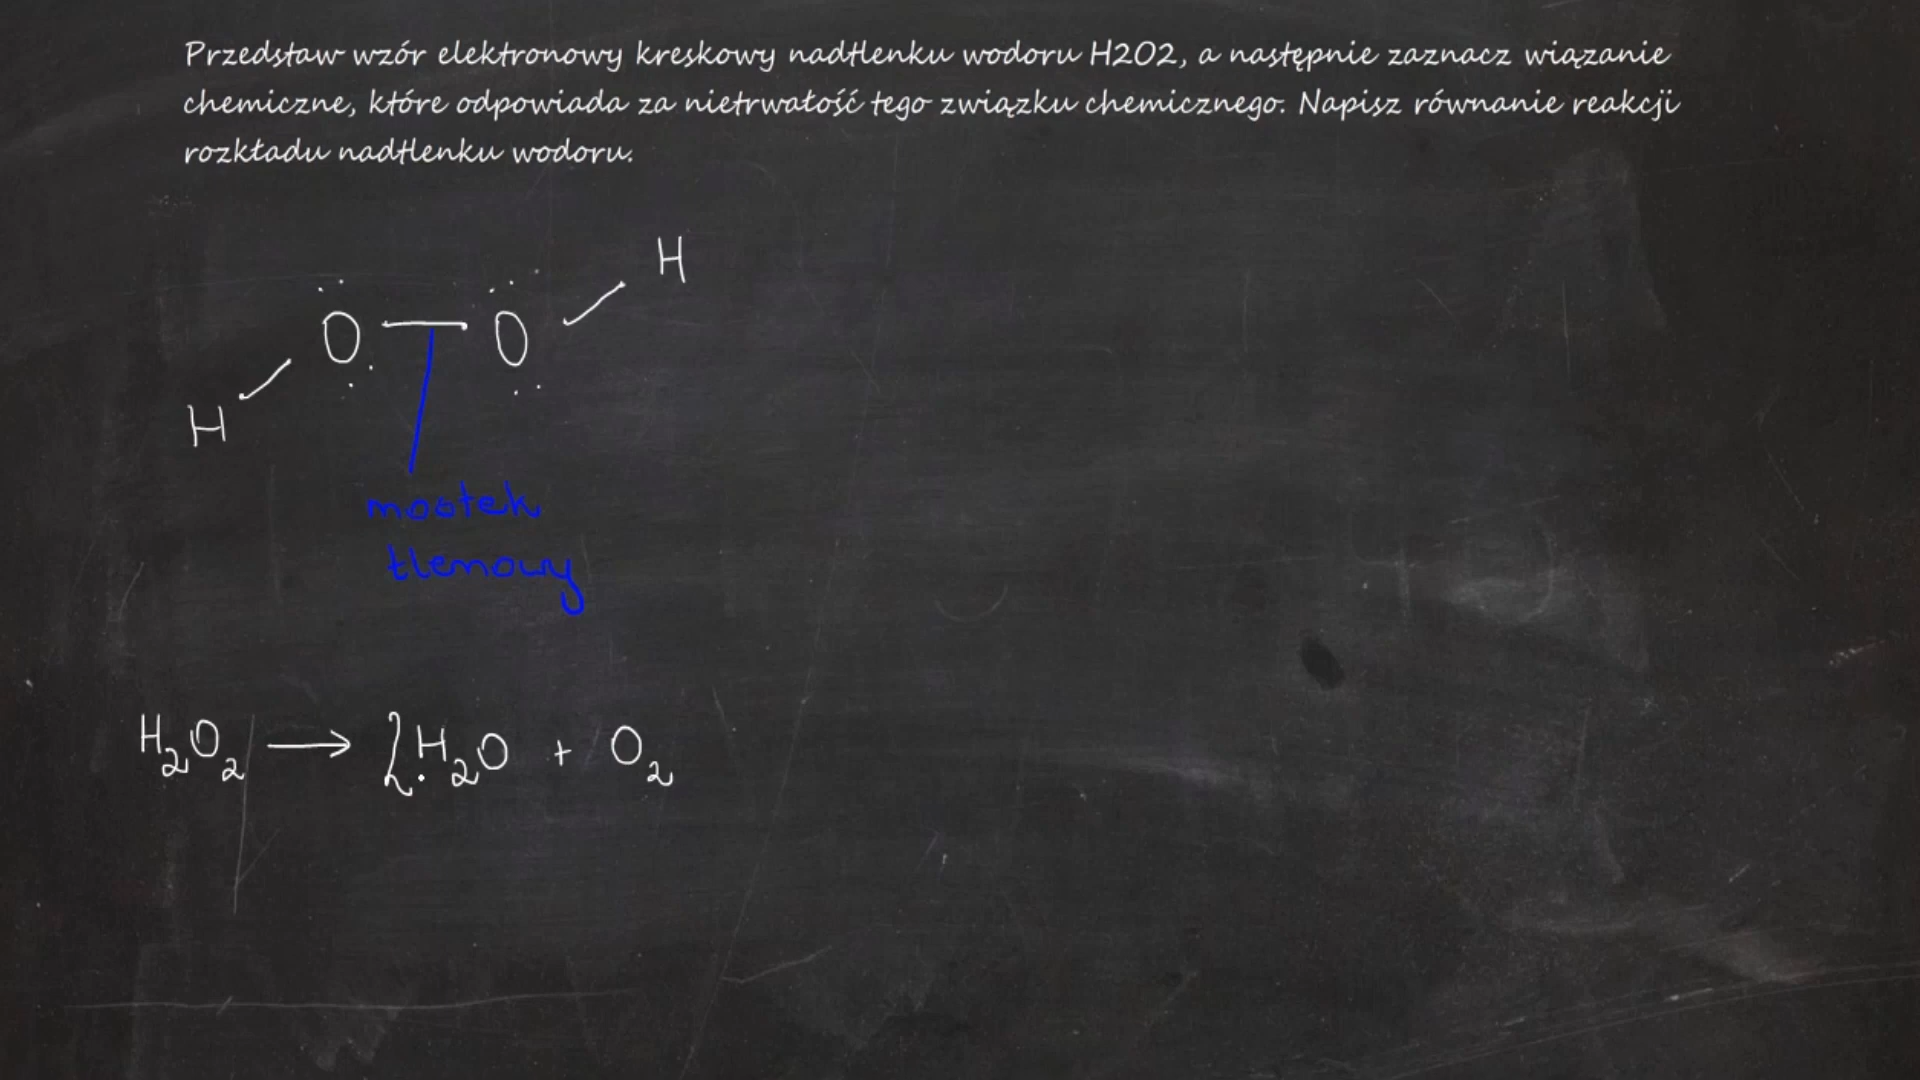 Przedstaw wzór elektronowy kreskowy nadtlenku wodoru H2O2, a następnie zaznacz wiązanie
chemiczne, które odpowiada za nietrwałość tego związku chemicznego. Napisz równanie reakcji
rozkładu nadtlenku wodoru.
H
O — O
H
mostek
tlenowy
H₂O₂ → 2H₂O + O₂